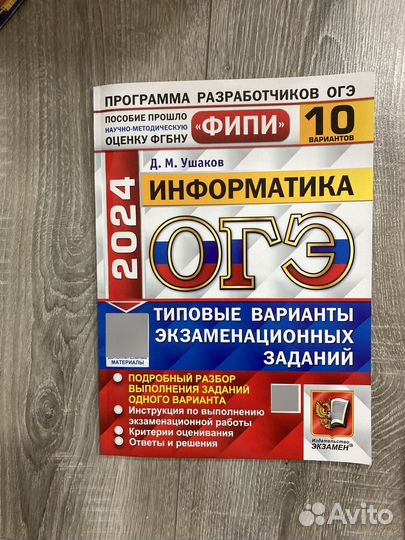 ПРОГРАММА РАЗРАБОТЧИКОВ ОГЭ
ПОСОБИЕ ПРОШЛО
НАУЧНО-МЕТОДИЧЕСКУЮ
ОЦЕНКУ ФГБНУ
«ФИПИ»
10
ВАРИАНТОВ
Д. М. Ушаков
2024
ИНФОРМАТИКА
ОГЭ
ТИПОВЫЕ ВАРИАНТЫ
ЭКЗАМЕНАЦИОННЫХ
ЗАДАНИЙ
МАТЕРИАЛЫ
• ПОДРОБНЫЙ РАЗБОР
ВЫПОЛНЕНИЯ ЗАДАНИЙ
ОДНОГО ВАРИАНТА
• Инструкция по выполнению
экзаменационной работы
• Критерии оценивания
• Ответы и решения
Издательство
ЭКЗАМЕН®
Avito